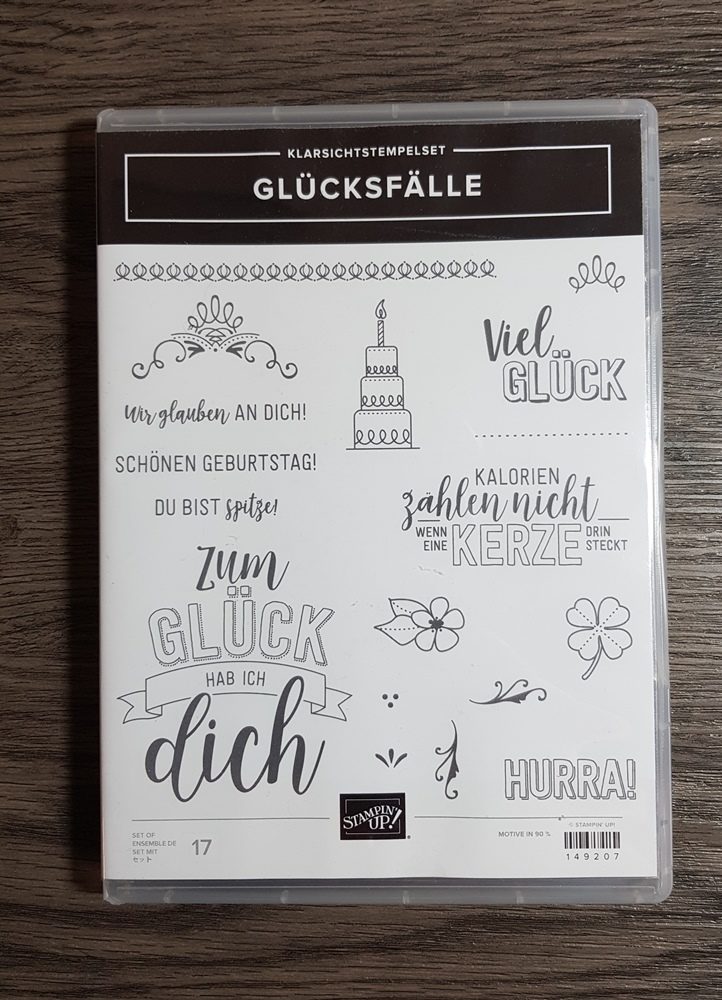 KLARSICHTSTEMPELSET
GLÜCKSFÄLLE
Viel
GLÜCK
Wir glauben AN DICH!
SCHÖNEN GEBURTSTAG!
DU BIST spitze!
KALORIEN
zählen nicht
WENN EINE KERZE DRIN STECKT
zum
GLÜCK
HAB ICH
dich
HURRA!
STAMPIN' UP!®
SET OF
ENSEMBLE DE
SET MIT
セット
17
MOTIVE IN 90 %
© STAMPIN' UP!
149207